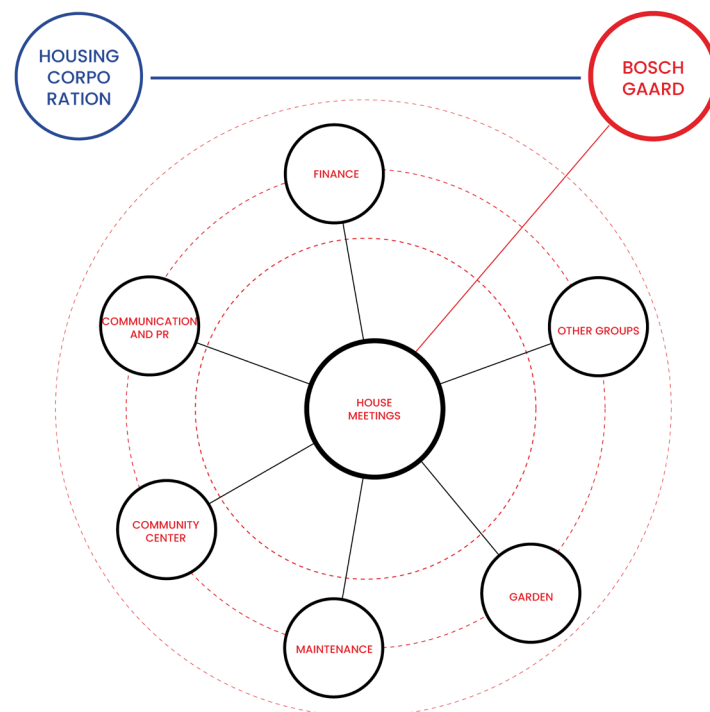 HOUSING
CORPO
RATION
BOSCH
GAARD
FINANCE
COMMUNICATION
AND PR
OTHER GROUPS
HOUSE
MEETINGS
COMMUNITY
CENTER
GARDEN
MAINTENANCE